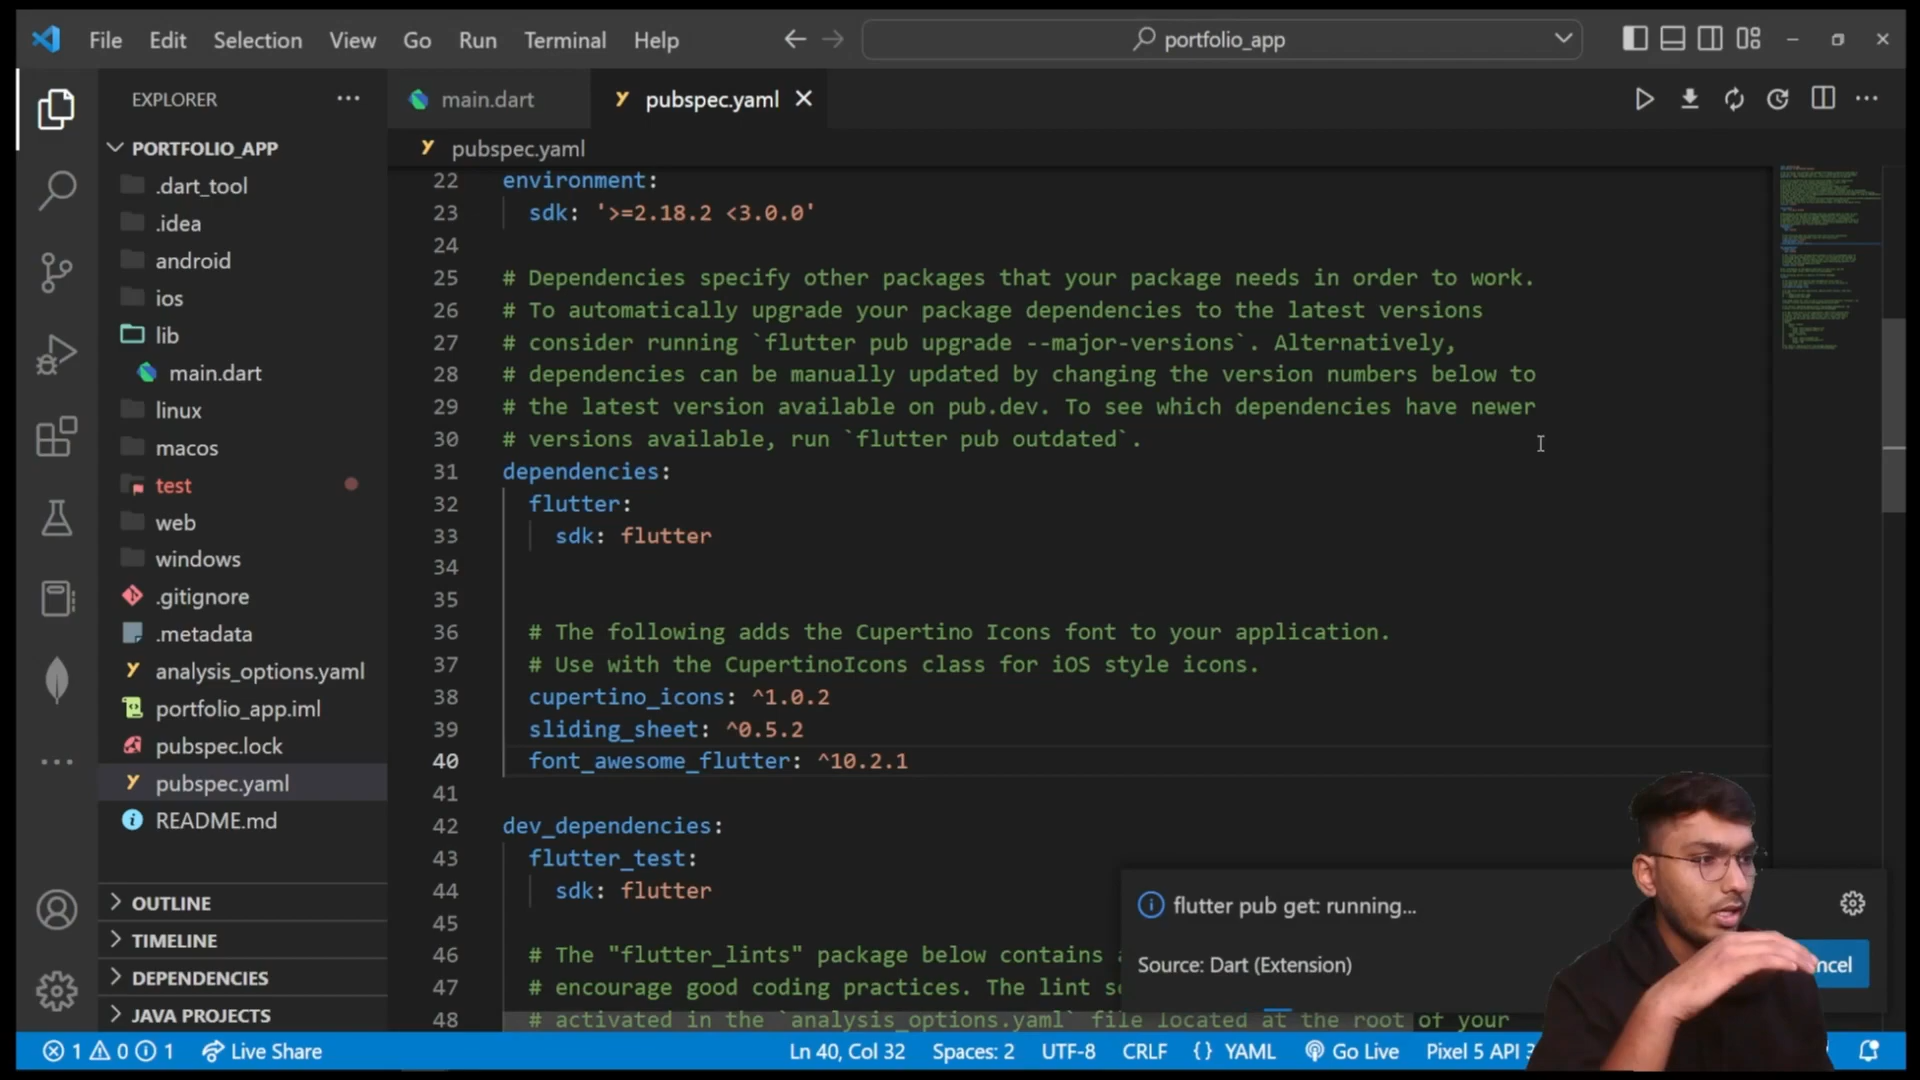 File Edit Selection View Go Run Terminal Help
portfolio_app
EXPLORER
PORTFOLIO_APP
.dart_tool
.idea
android
ios
lib
main.dart
linux
macos
test
web
windows
.gitignore
.metadata
analysis_options.yaml
portfolio_app.iml
pubspec.lock
pubspec.yaml
README.md
OUTLINE
TIMELINE
DEPENDENCIES
JAVA PROJECTS
main.dart
pubspec.yaml
pubspec.yaml
22 environment:
23 sdk: '>=2.18.2 <3.0.0'
24
25 # Dependencies specify other packages that your package needs in order to work.
26 # To automatically upgrade your package dependencies to the latest versions
27 # consider running `flutter pub upgrade --major-versions`. Alternatively,
28 # dependencies can be manually updated by changing the version numbers below to
29 # the latest version available on pub.dev. To see which dependencies have newer
30 # versions available, run `flutter pub outdated`.
31 dependencies:
32 flutter:
33 sdk: flutter
34
35
36 # The following adds the Cupertino Icons font to your application.
37 # Use with the CupertinoIcons class for iOS style icons.
38 cupertino_icons: ^1.0.2
39 sliding_sheet: ^0.5.2
40 font_awesome_flutter: ^10.2.1
41
42 dev_dependencies:
43 flutter_test:
44 sdk: flutter
45
46 # The "flutter_lints" package below contains
47 # encourage good coding practices. The lint
48 # activated in the `analysis_options.yaml` file located at the root of your
flutter pub get: running...
Source: Dart (Extension)
ncel
1 0 1 Live Share
Ln 40, Col 32 Spaces: 2 UTF-8 CRLF {} YAML Go Live Pixel 5 API